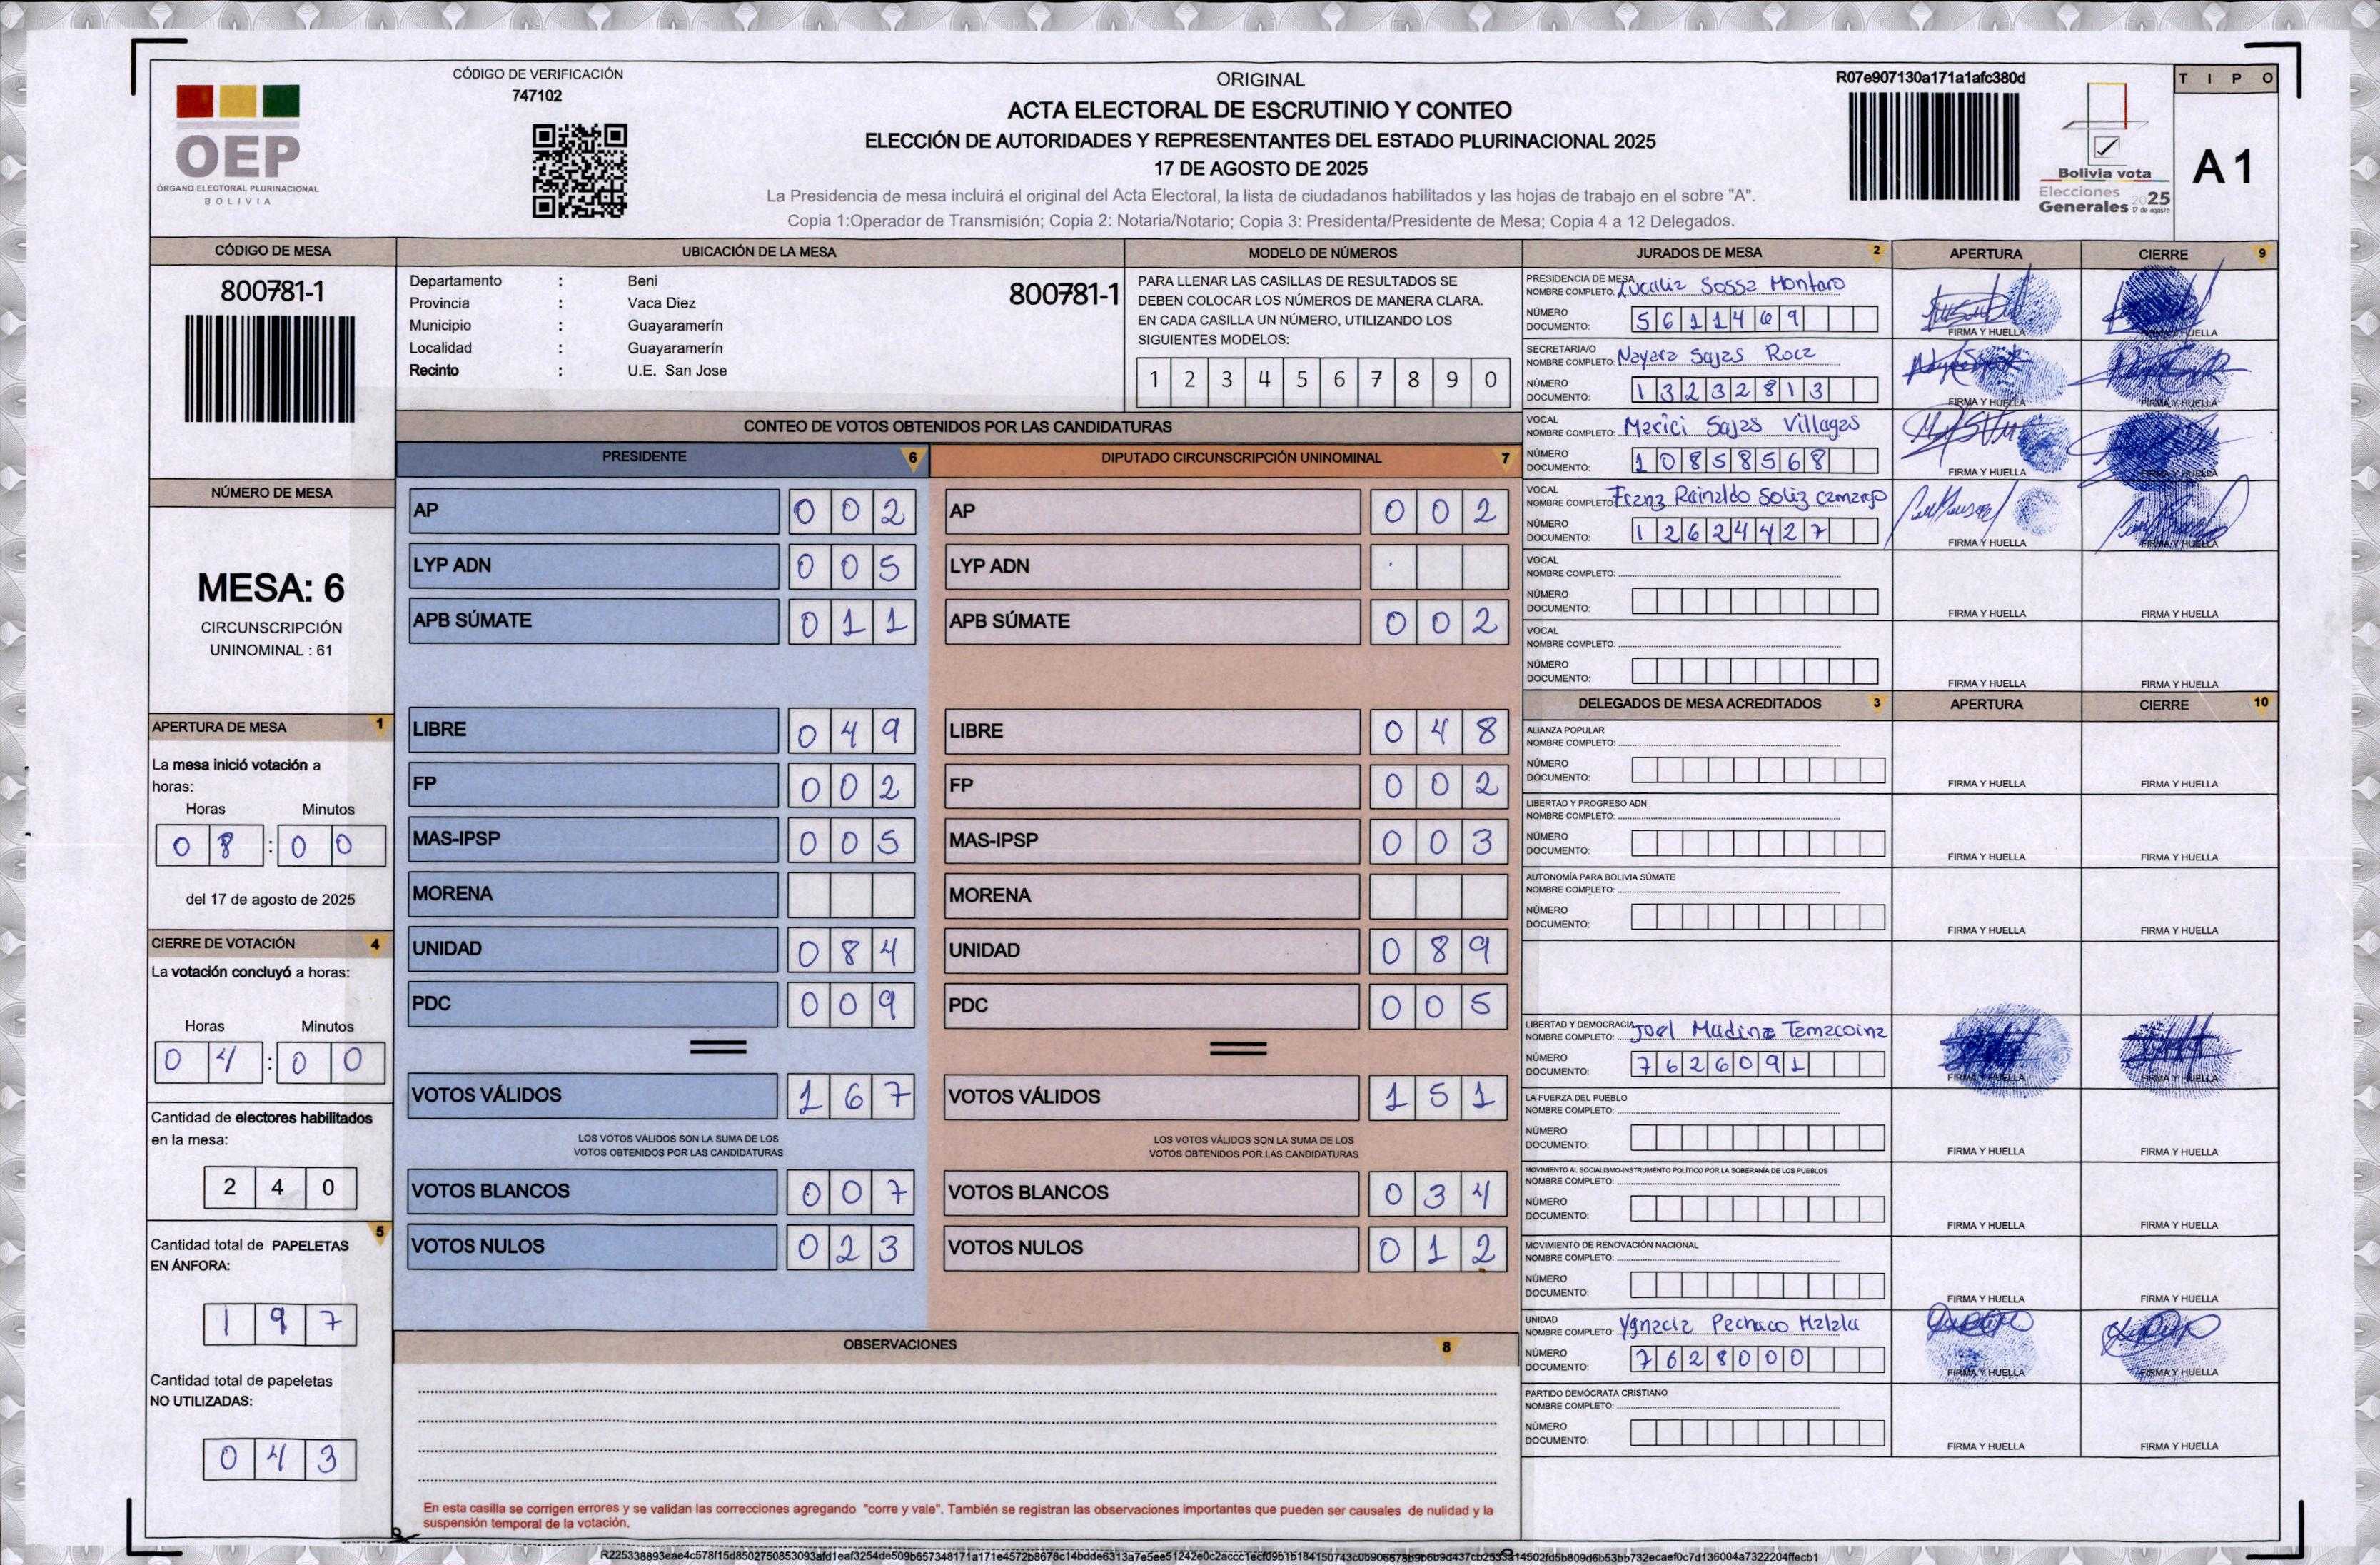 CÓDIGO DE VERIFICACIÓN
747102
OEP
ÓRGANO ELECTORAL PLURINACIONAL
BOLIVIA
ORIGINAL
ACTA ELECTORAL DE ESCRUTINIO Y CONTEO
ELECCIÓN DE AUTORIDADES Y REPRESENTANTES DEL ESTADO PLURINACIONAL 2025
17 DE AGOSTO DE 2025
La Presidencia de mesa incluirá el original del Acta Electoral, la lista de ciudadanos habilitados y las hojas de trabajo en el sobre "A".
Copia 1:Operador de Transmisión; Copia 2: Notaria/Notario; Copia 3: Presidenta/Presidente de Mesa; Copia 4 a 12 Delegados.
R07e907130a171a1afc380d
Bolivia vota
Elecciones
Generales 2025
17 de agosto
TIPO
A 1
CÓDIGO DE MESA
800781-1
NÚMERO DE MESA
MESA: 6
CIRCUNSCRIPCIÓN
UNINOMINAL : 61
APERTURA DE MESA 1
La mesa inició votación a
horas:
Horas Minutos
0 8 : 0 0
del 17 de agosto de 2025
CIERRE DE VOTACIÓN 4
La votación concluyó a horas:
Horas Minutos
0 4 : 0 0
Cantidad de electores habilitados
en la mesa:
2 4 0
5
Cantidad total de PAPELETAS
EN ÁNFORA:
1 9 7
Cantidad total de papeletas
NO UTILIZADAS:
0 4 3
UBICACIÓN DE LA MESA
Departamento : Beni
800781-1
Provincia : Vaca Diez
Municipio : Guayaramerín
Localidad : Guayaramerín
Recinto : U.E. San Jose
MODELO DE NÚMEROS
PARA LLENAR LAS CASILLAS DE RESULTADOS SE
DEBEN COLOCAR LOS NÚMEROS DE MANERA CLARA.
EN CADA CASILLA UN NÚMERO, UTILIZANDO LOS
SIGUIENTES MODELOS:
1 2 3 4 5 6 7 8 9 0
CONTEO DE VOTOS OBTENIDOS POR LAS CANDIDATURAS
PRESIDENTE 6
AP 0 0 2
LYP ADN 0 0 5
APB SÚMATE 0 1 1
LIBRE 0 4 9
FP 0 0 2
MAS-IPSP 0 0 5
MORENA
UNIDAD 0 8 4
PDC 0 0 9
VOTOS VÁLIDOS 1 6 7
LOS VOTOS VÁLIDOS SON LA SUMA DE LOS
VOTOS OBTENIDOS POR LAS CANDIDATURAS
VOTOS BLANCOS 0 0 7
VOTOS NULOS 0 2 3
DIPUTADO CIRCUNSCRIPCIÓN UNINOMINAL 7
AP 0 0 2
LYP ADN
APB SÚMATE 0 0 2
LIBRE 0 4 8
FP 0 0 2
MAS-IPSP 0 0 3
MORENA
UNIDAD 0 8 9
PDC 0 0 5
VOTOS VÁLIDOS 1 5 1
LOS VOTOS VÁLIDOS SON LA SUMA DE LOS
VOTOS OBTENIDOS POR LAS CANDIDATURAS
VOTOS BLANCOS 0 3 4
VOTOS NULOS 0 1 2
OBSERVACIONES 8
En esta casilla se corrigen errores y se validan las correcciones agregando "corre y vale". También se registran las observaciones importantes que pueden ser causales de nulidad y la
suspensión temporal de la votación.
JURADOS DE MESA 2 APERTURA CIERRE 9
PRESIDENCIA DE MESA
NOMBRE COMPLETO: Sossa Montaro
NÚMERO
DOCUMENTO: 5 6 1 1 4 6 9
FIRMA Y HUELLA FIRMA Y HUELLA
SECRETARIA/O
NOMBRE COMPLETO: Nayara Sajas Roca
NÚMERO
DOCUMENTO: 1 3 2 3 2 8 1 3
FIRMA Y HUELLA FIRMA Y HUELLA
VOCAL
NOMBRE COMPLETO: Marici Sajas Villagas
NÚMERO
DOCUMENTO: 1 0 8 5 8 5 6 8
FIRMA Y HUELLA FIRMA Y HUELLA
VOCAL
NOMBRE COMPLETO: Franz Rainaldo Soliz camargo
NÚMERO
DOCUMENTO: 1 2 6 2 4 4 2 7
FIRMA Y HUELLA FIRMA Y HUELLA
VOCAL
NOMBRE COMPLETO:
NÚMERO
DOCUMENTO:
FIRMA Y HUELLA FIRMA Y HUELLA
VOCAL
NOMBRE COMPLETO:
NÚMERO
DOCUMENTO:
FIRMA Y HUELLA FIRMA Y HUELLA
DELEGADOS DE MESA ACREDITADOS 3 APERTURA CIERRE 10
ALIANZA POPULAR
NOMBRE COMPLETO:
NÚMERO
DOCUMENTO:
FIRMA Y HUELLA FIRMA Y HUELLA
LIBERTAD Y PROGRESO ADN
NOMBRE COMPLETO:
NÚMERO
DOCUMENTO:
FIRMA Y HUELLA FIRMA Y HUELLA
AUTONOMÍA PARA BOLIVIA SÚMATE
NOMBRE COMPLETO:
NÚMERO
DOCUMENTO:
FIRMA Y HUELLA FIRMA Y HUELLA
LIBERTAD Y DEMOCRACIA
NOMBRE COMPLETO: Joel Madina Tamacoina
NÚMERO
DOCUMENTO: 7 6 2 6 0 9 1
FIRMA Y HUELLA FIRMA Y HUELLA
LA FUERZA DEL PUEBLO
NOMBRE COMPLETO:
NÚMERO
DOCUMENTO:
FIRMA Y HUELLA FIRMA Y HUELLA
MOVIMIENTO AL SOCIALISMO-INSTRUMENTO POLÍTICO POR LA SOBERANÍA DE LOS PUEBLOS
NOMBRE COMPLETO:
NÚMERO
DOCUMENTO:
FIRMA Y HUELLA FIRMA Y HUELLA
MOVIMIENTO DE RENOVACIÓN NACIONAL
NOMBRE COMPLETO:
NÚMERO
DOCUMENTO:
FIRMA Y HUELLA FIRMA Y HUELLA
UNIDAD
NOMBRE COMPLETO: Ygnacia Pachaco Malala
NÚMERO
DOCUMENTO: 7 6 2 8 0 0 0
FIRMA Y HUELLA FIRMA Y HUELLA
PARTIDO DEMÓCRATA CRISTIANO
NOMBRE COMPLETO:
NÚMERO
DOCUMENTO:
FIRMA Y HUELLA FIRMA Y HUELLA